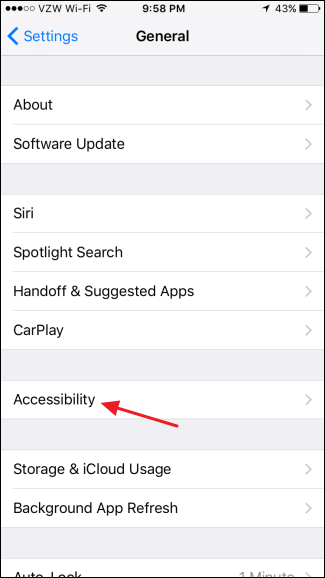 VZW Wi-Fi 9:58 PM 43%
Settings General
About
Software Update
Siri
Spotlight Search
Handoff & Suggested Apps
CarPlay
Accessibility
Storage & iCloud Usage
Background App Refresh
Auto-Lock 1 Minute